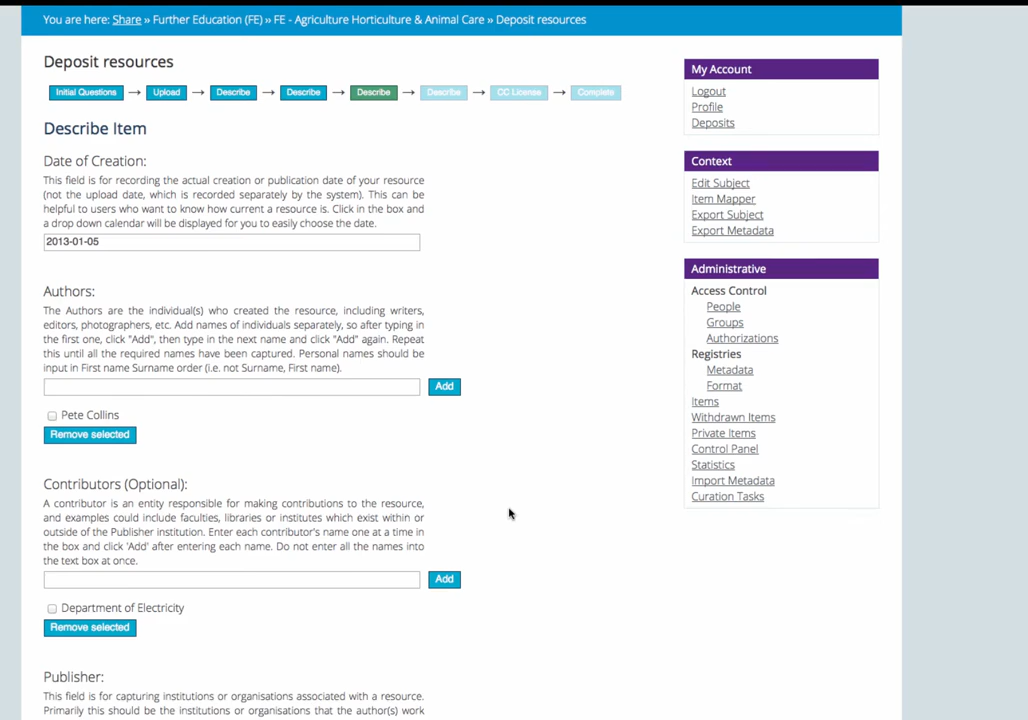 You are here: Share » Further Education (FE) » FE - Agriculture Horticulture & Animal Care » Deposit resources
Deposit resources
Initial Questions → Upload → Describe → Describe → Describe → Describe → CC License → Complete
Describe Item
Date of Creation:
This field is for recording the actual creation or publication date of your resource
(not the upload date, which is recorded separately by the system). This can be
helpful to users who want to know how current a resource is. Click in the box and
a drop down calendar will be displayed for you to easily choose the date.
2013-01-05
Authors:
The Authors are the individual(s) who created the resource, including writers,
editors, photographers, etc. Add names of individuals separately, so after typing in
the first one, click "Add", then type in the next name and click "Add" again. Repeat
this until all the required names have been captured. Personal names should be
input in First name Surname order (i.e. not Surname, First name).
Add
Pete Collins
Remove selected
Contributors (Optional):
A contributor is an entity responsible for making contributions to the resource,
and examples could include faculties, libraries or institutes which exist within or
outside of the Publisher institution. Enter each contributor's name one at a time in
the box and click 'Add' after entering each name. Do not enter all the names into
the text box at once.
Add
Department of Electricity
Remove selected
Publisher:
This field is for capturing institutions or organisations associated with a resource.
Primarily this should be the institutions or organisations that the author(s) work
My Account
Logout
Profile
Deposits
Context
Edit Subject
Item Mapper
Export Subject
Export Metadata
Administrative
Access Control
People
Groups
Authorizations
Registries
Metadata
Format
Items
Withdrawn Items
Private Items
Control Panel
Statistics
Import Metadata
Curation Tasks